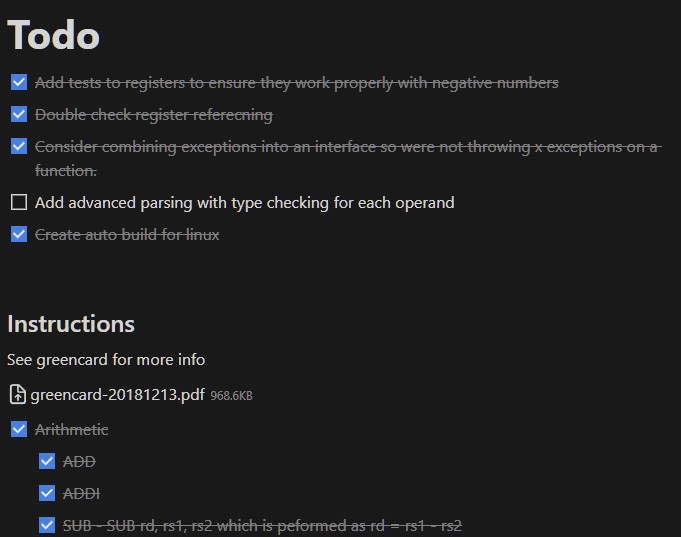 Todo
Add tests to registers to ensure they work properly with negative numbers
Double check register referecning
Consider combining exceptions into an interface so were not throwing x exceptions on a
function.
Add advanced parsing with type checking for each operand
Create auto build for linux
Instructions
See greencard for more info
greencard-20181213.pdf 968.6KB
Arithmetic
ADD
ADDI
SUB - SUB rd, rs1, rs2 which is peformed as rd = rs1 - rs2